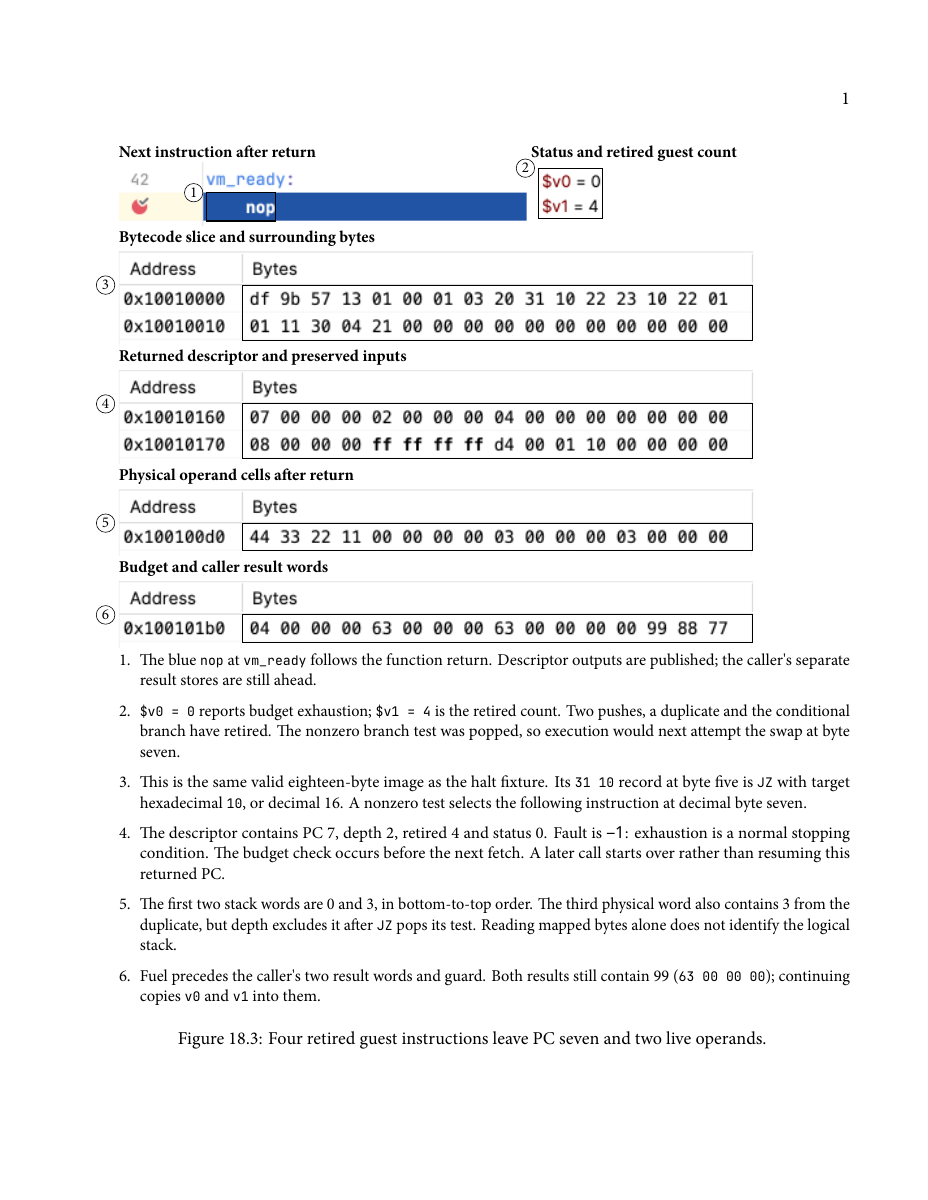 1
Next instruction after return
Status and retired guest count
42 vm_ready:
1
nop
2
$v0 = 0
$v1 = 4
Bytecode slice and surrounding bytes
Address Bytes
3
0x10010000 df 9b 57 13 01 00 01 03 20 31 10 22 23 10 22 01
0x10010010 01 11 30 04 21 00 00 00 00 00 00 00 00 00 00 00
Returned descriptor and preserved inputs
Address Bytes
4
0x10010160 07 00 00 00 02 00 00 00 04 00 00 00 00 00 00 00
0x10010170 08 00 00 00 ff ff ff ff d4 00 01 10 00 00 00 00
Physical operand cells after return
Address Bytes
5
0x100100d0 44 33 22 11 00 00 00 00 03 00 00 00 03 00 00 00
Budget and caller result words
Address Bytes
6
0x100101b0 04 00 00 00 63 00 00 00 63 00 00 00 00 99 88 77
1. The blue nop at vm_ready follows the function return. Descriptor outputs are published; the caller's separate
result stores are still ahead.
2. $v0 = 0 reports budget exhaustion; $v1 = 4 is the retired count. Two pushes, a duplicate and the conditional
branch have retired. The nonzero branch test was popped, so execution would next attempt the swap at byte
seven.
3. This is the same valid eighteen-byte image as the halt fixture. Its 31 10 record at byte five is JZ with target
hexadecimal 10, or decimal 16. A nonzero test selects the following instruction at decimal byte seven.
4. The descriptor contains PC 7, depth 2, retired 4 and status 0. Fault is −1: exhaustion is a normal stopping
condition. The budget check occurs before the next fetch. A later call starts over rather than resuming this
returned PC.
5. The first two stack words are 0 and 3, in bottom-to-top order. The third physical word also contains 3 from the
duplicate, but depth excludes it after JZ pops its test. Reading mapped bytes alone does not identify the logical
stack.
6. Fuel precedes the caller's two result words and guard. Both results still contain 99 (63 00 00 00); continuing
copies v0 and v1 into them.
Figure 18.3: Four retired guest instructions leave PC seven and two live operands.